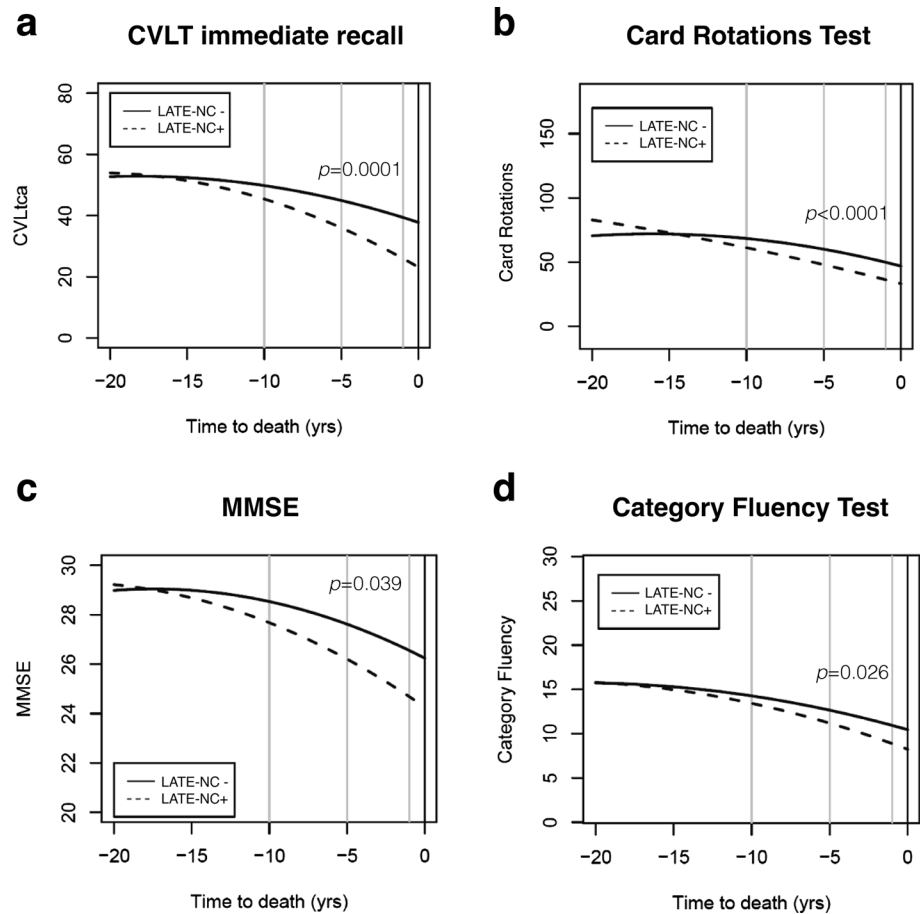 a
CVLT immediate recall
80
60
40
20
0
CVLtca
LATE-NC -
LATE-NC+
p=0.0001
−20
−15
−10
−5
0
Time to death (yrs)
b
Card Rotations Test
150
100
50
0
Card Rotations
LATE-NC -
LATE-NC+
p<0.0001
−20
−15
−10
−5
0
Time to death (yrs)
c
MMSE
30
28
26
24
22
20
MMSE
p=0.039
LATE-NC -
LATE-NC+
−20
−15
−10
−5
0
Time to death (yrs)
d
Category Fluency Test
30
25
20
15
10
5
0
Category Fluency
LATE-NC -
LATE-NC+
p=0.026
−20
−15
−10
−5
0
Time to death (yrs)